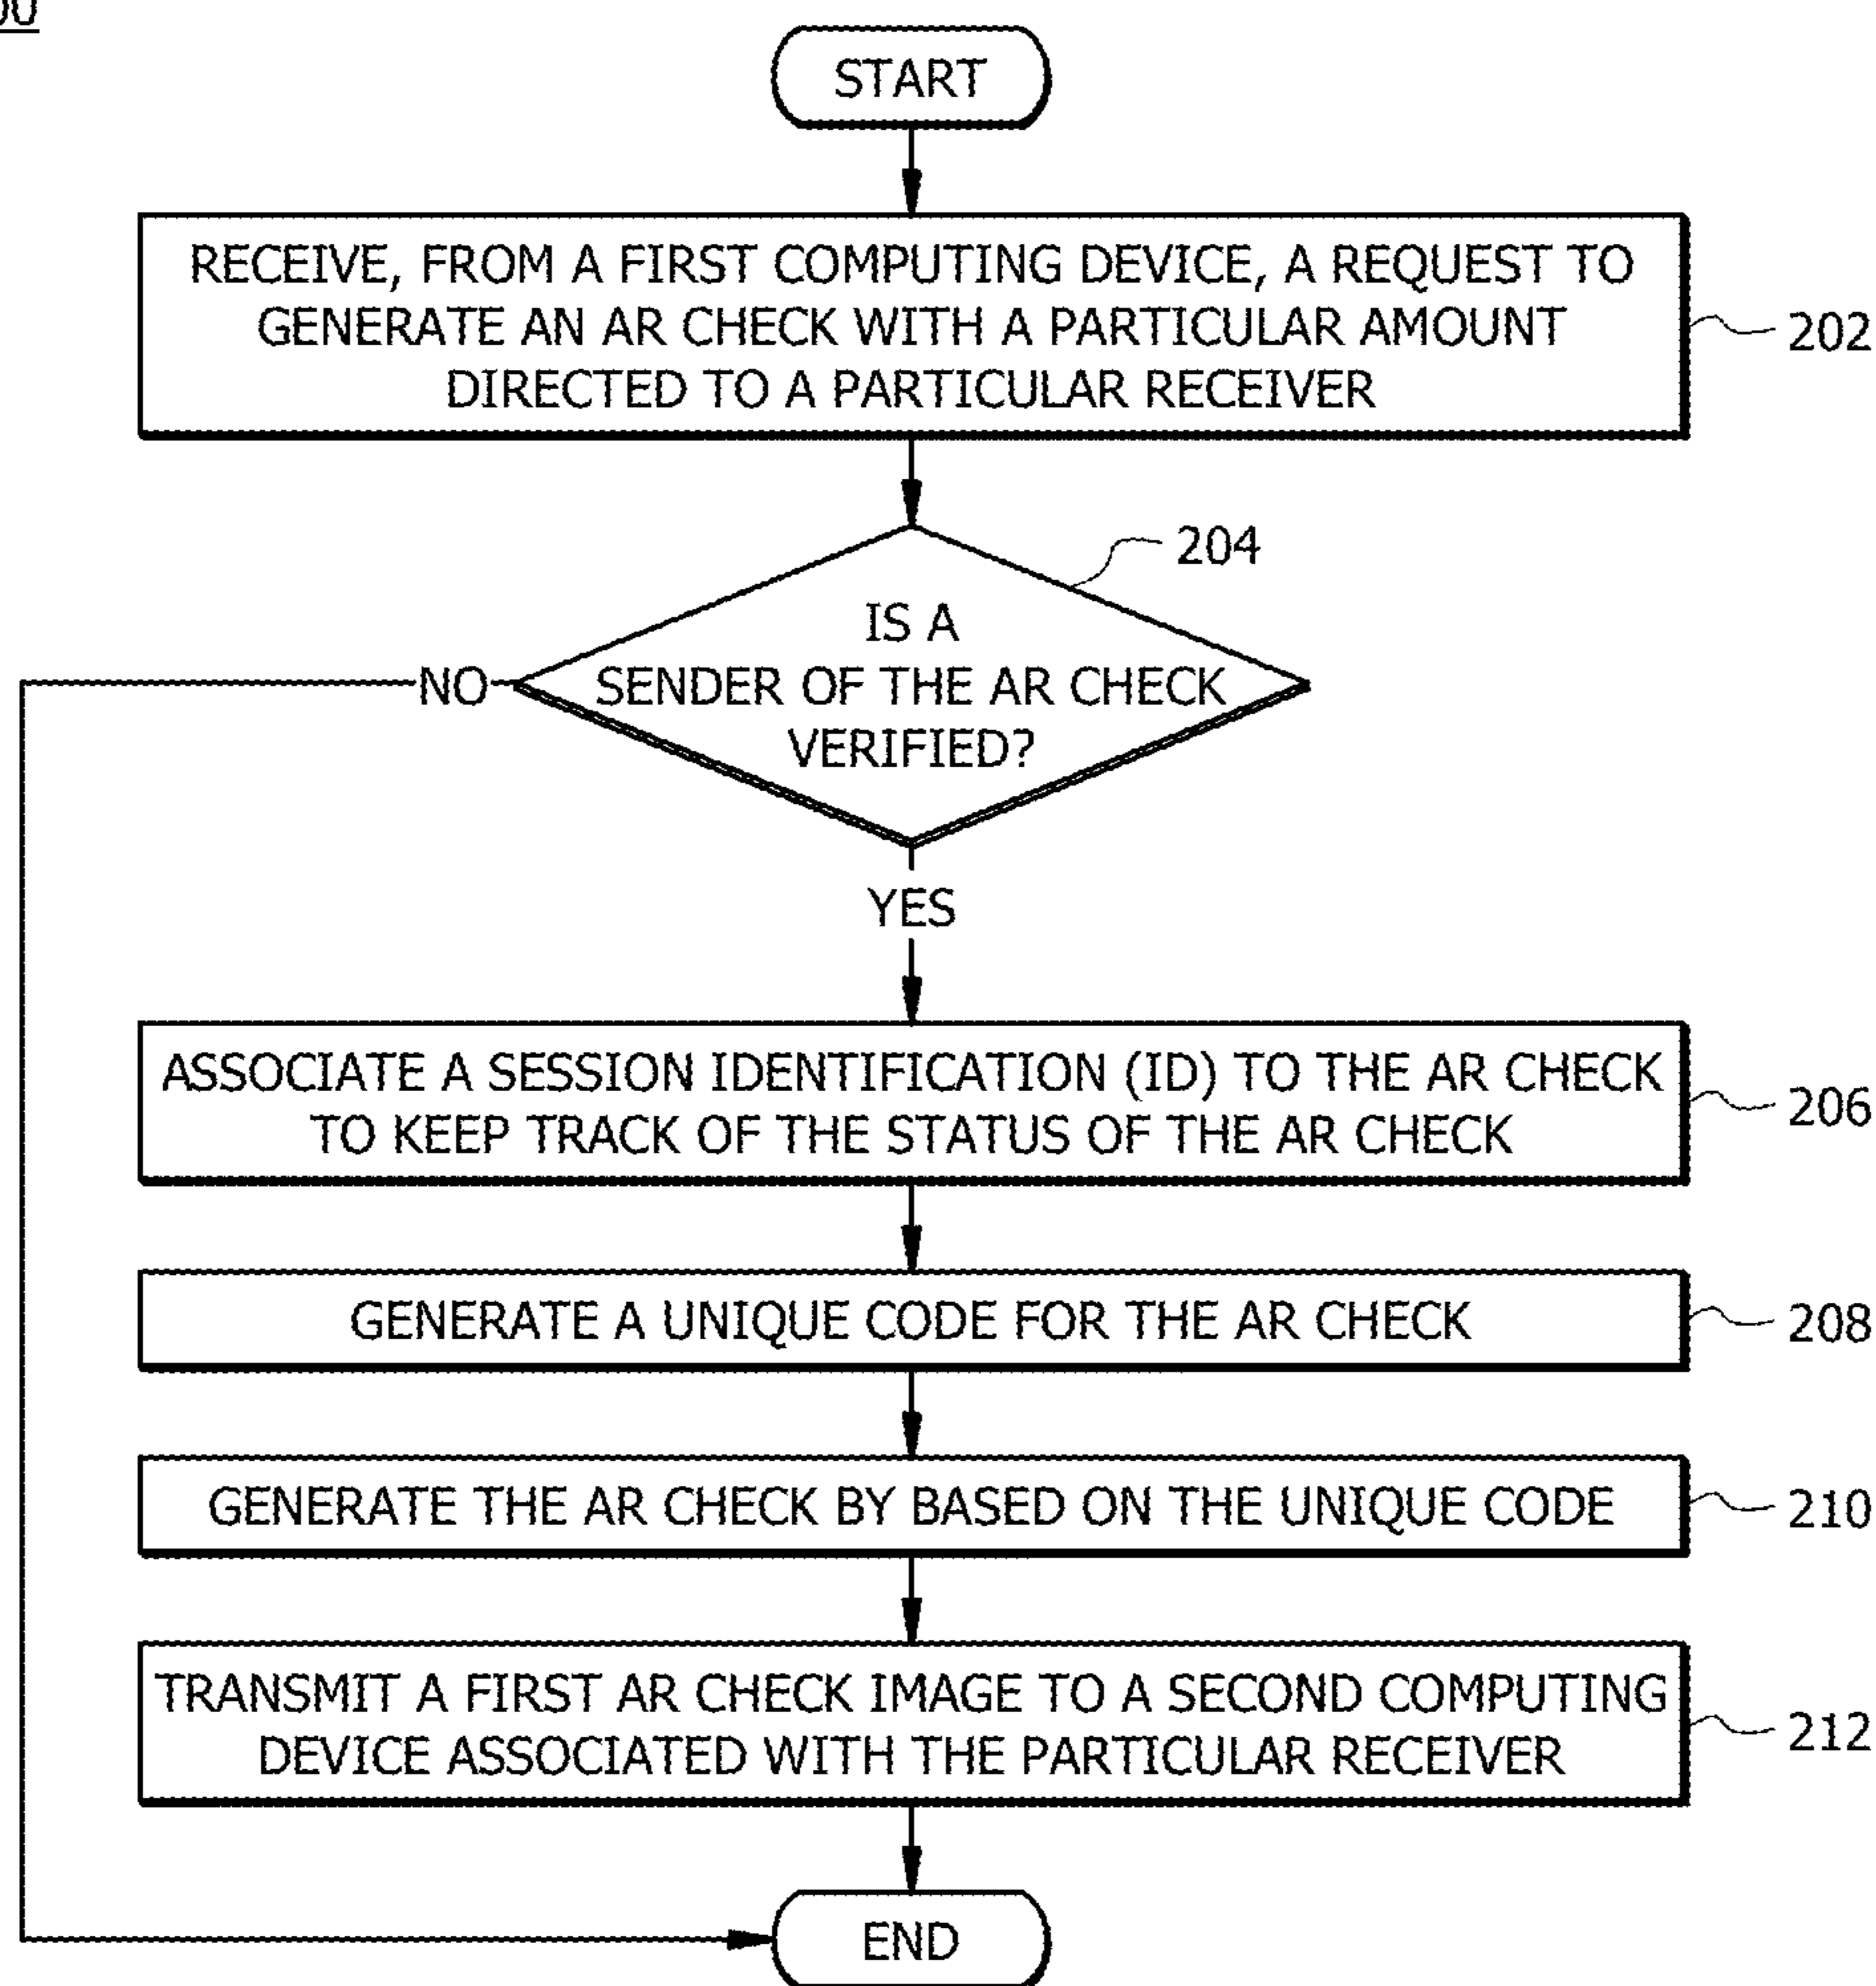 00
START
RECEIVE, FROM A FIRST COMPUTING DEVICE, A REQUEST TO
GENERATE AN AR CHECK WITH A PARTICULAR AMOUNT
DIRECTED TO A PARTICULAR RECEIVER
202
204
IS A
SENDER OF THE AR CHECK
VERIFIED?
NO
YES
ASSOCIATE A SESSION IDENTIFICATION (ID) TO THE AR CHECK
TO KEEP TRACK OF THE STATUS OF THE AR CHECK
206
GENERATE A UNIQUE CODE FOR THE AR CHECK
208
GENERATE THE AR CHECK BY BASED ON THE UNIQUE CODE
210
TRANSMIT A FIRST AR CHECK IMAGE TO A SECOND COMPUTING
DEVICE ASSOCIATED WITH THE PARTICULAR RECEIVER
212
END